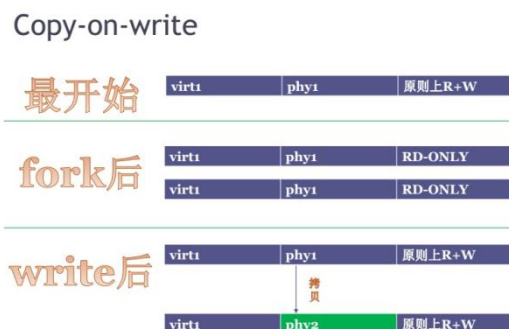 Copy-on-write
最开始 virt1 phy1 原则上R+W
fork后 virt1 phy1 RD-ONLY
virt1 phy1 RD-ONLY
write后 virt1 phy1 原则上R+W
拷
贝
virt1 phy2 原则上R+W